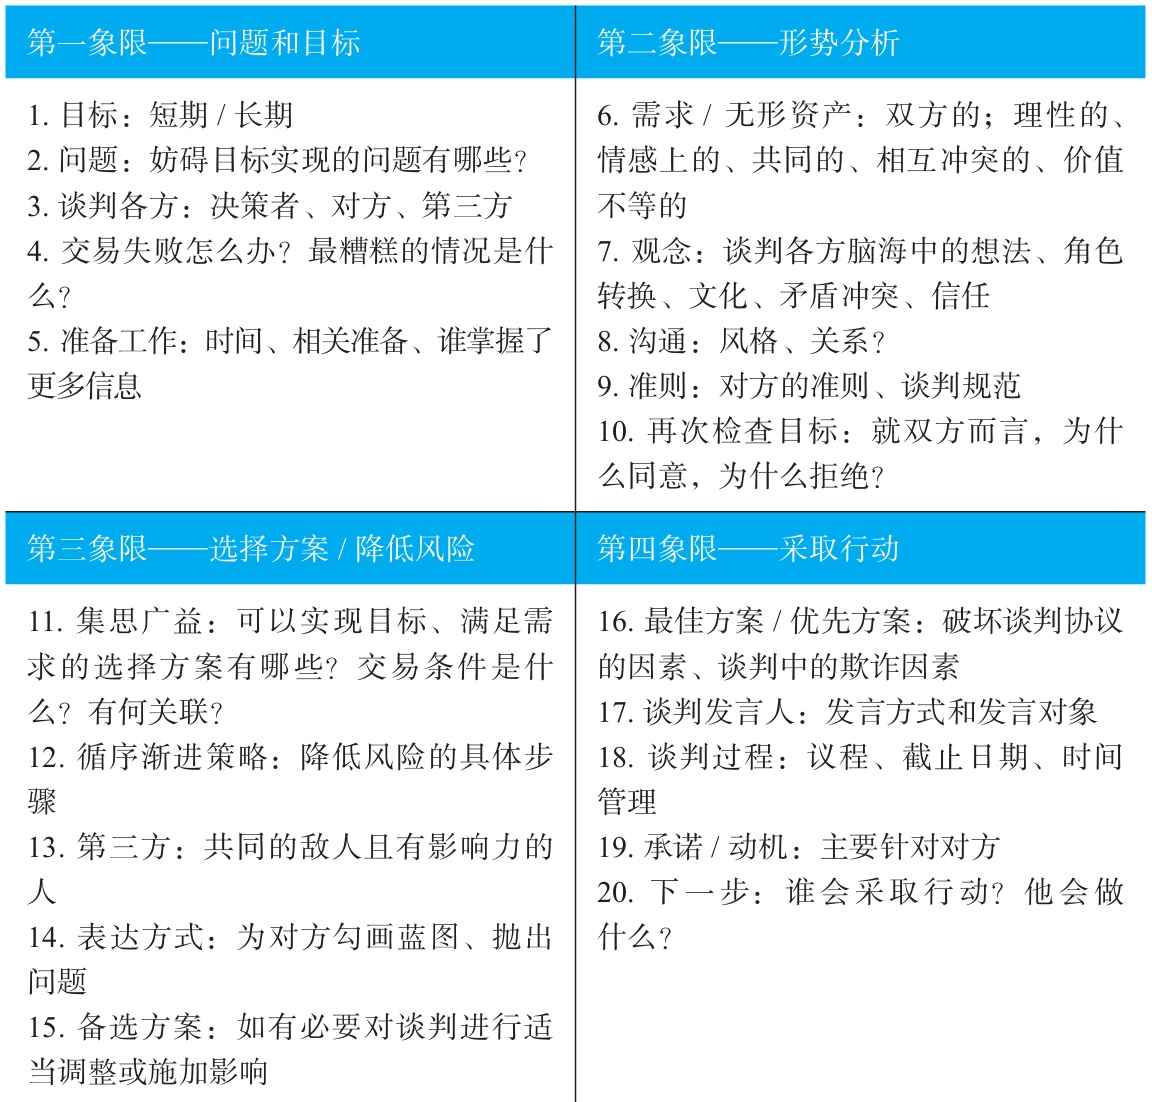 第一象限——问题和目标
1. 目标：短期 / 长期
2. 问题：妨碍目标实现的问题有哪些？
3. 谈判各方：决策者、对方、第三方
4. 交易失败怎么办？最糟糕的情况是什
么？
5. 准备工作：时间、相关准备、谁掌握了
更多信息
第二象限——形势分析
6. 需求 / 无形资产：双方的；理性的、
情感上的、共同的、相互冲突的、价值
不等的
7. 观念：谈判各方脑海中的想法、角色
转换、文化、矛盾冲突、信任
8. 沟通：风格、关系？
9. 准则：对方的准则、谈判规范
10. 再次检查目标：就双方而言，为什
么同意，为什么拒绝？
第三象限——选择方案 / 降低风险
11. 集思广益：可以实现目标、满足需
求的选择方案有哪些？交易条件是什
么？有何关联？
12. 循序渐进策略：降低风险的具体步
骤
13. 第三方：共同的敌人且有影响力的
人
14. 表达方式：为对方勾画蓝图、抛出
问题
15. 备选方案：如有必要对谈判进行适
当调整或施加影响
第四象限——采取行动
16. 最佳方案 / 优先方案：破坏谈判协议
的因素、谈判中的欺诈因素
17. 谈判发言人：发言方式和发言对象
18. 谈判过程：议程、截止日期、时间
管理
19. 承诺 / 动机：主要针对对方
20. 下一步：谁会采取行动？他会做
什么？